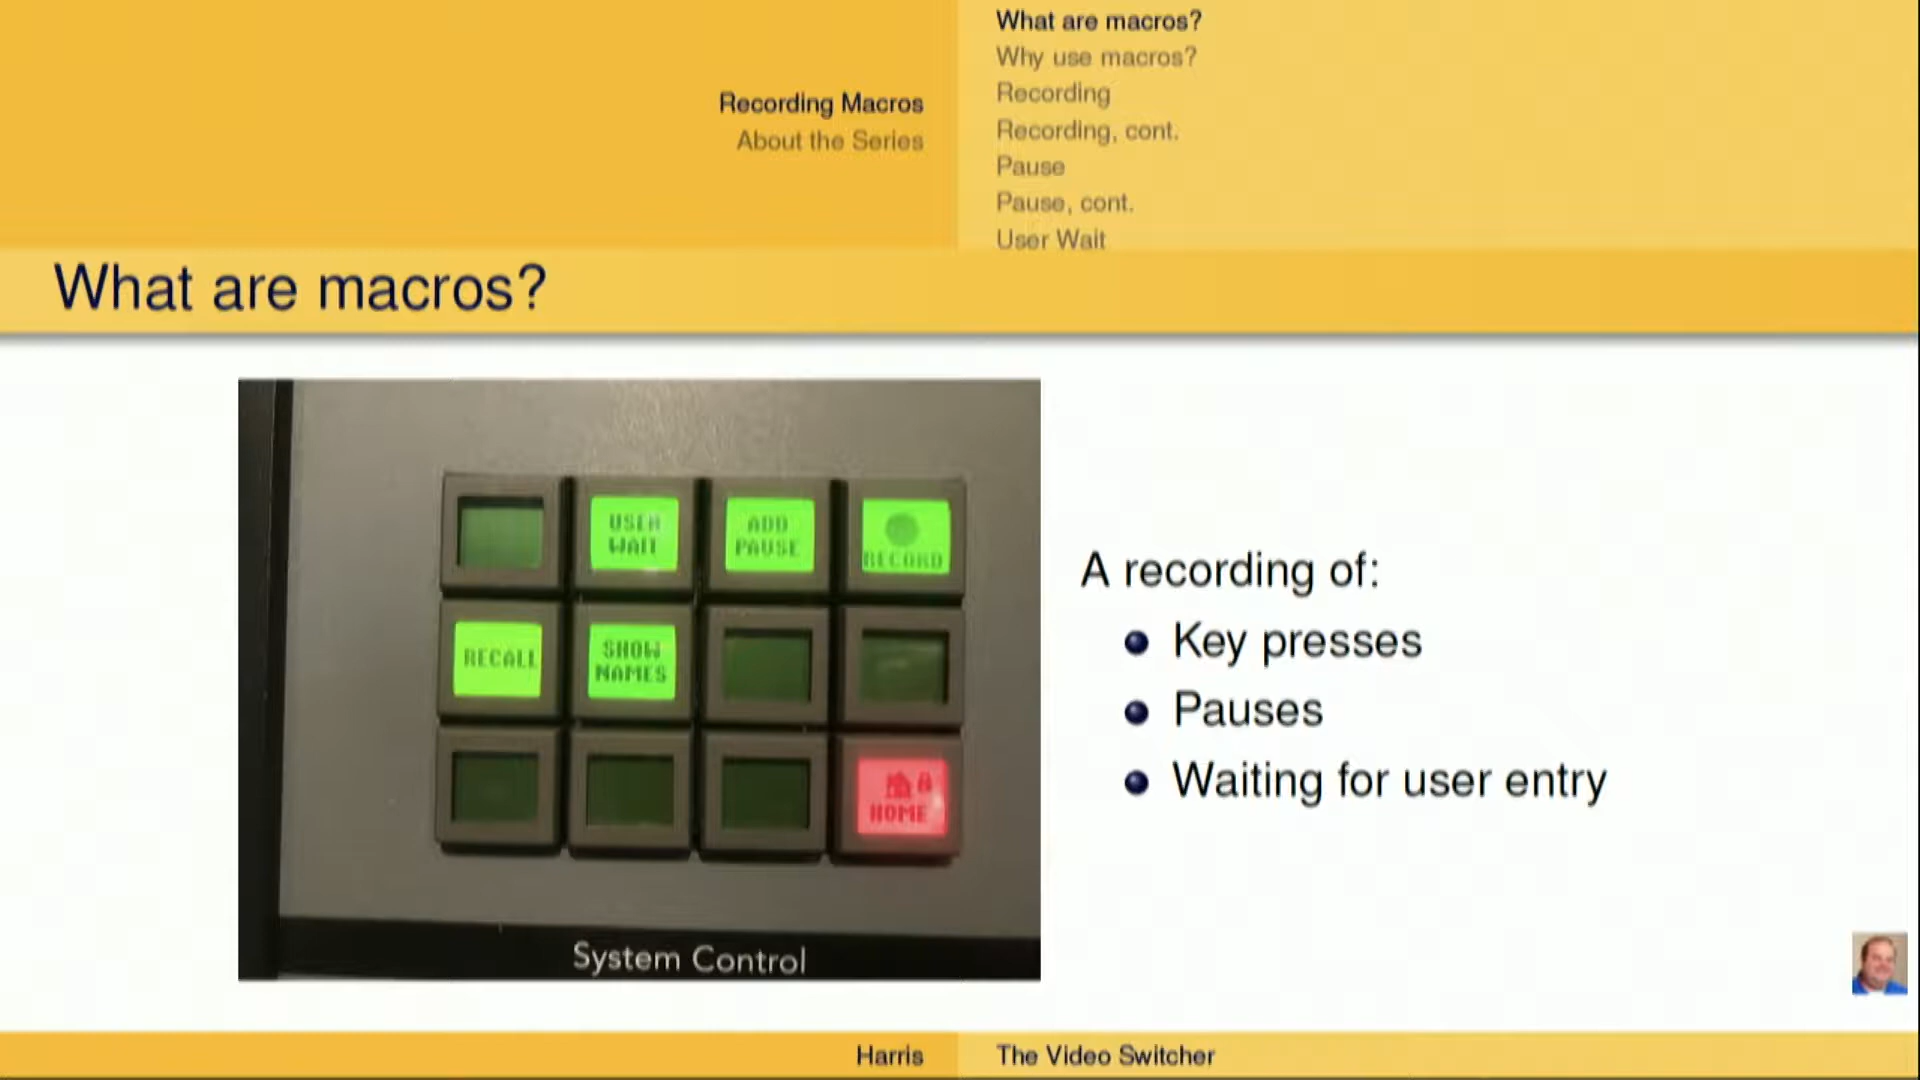 Recording Macros
About the Series
What are macros?
Why use macros?
Recording
Recording, cont.
Pause
Pause, cont.
User Wait
What are macros?
USER
WAIT
ADD
PAUSE
RECORD
RECALL
SHOW
NAMES
HOME
System Control
A recording of:
Key presses
Pauses
Waiting for user entry
Harris
The Video Switcher